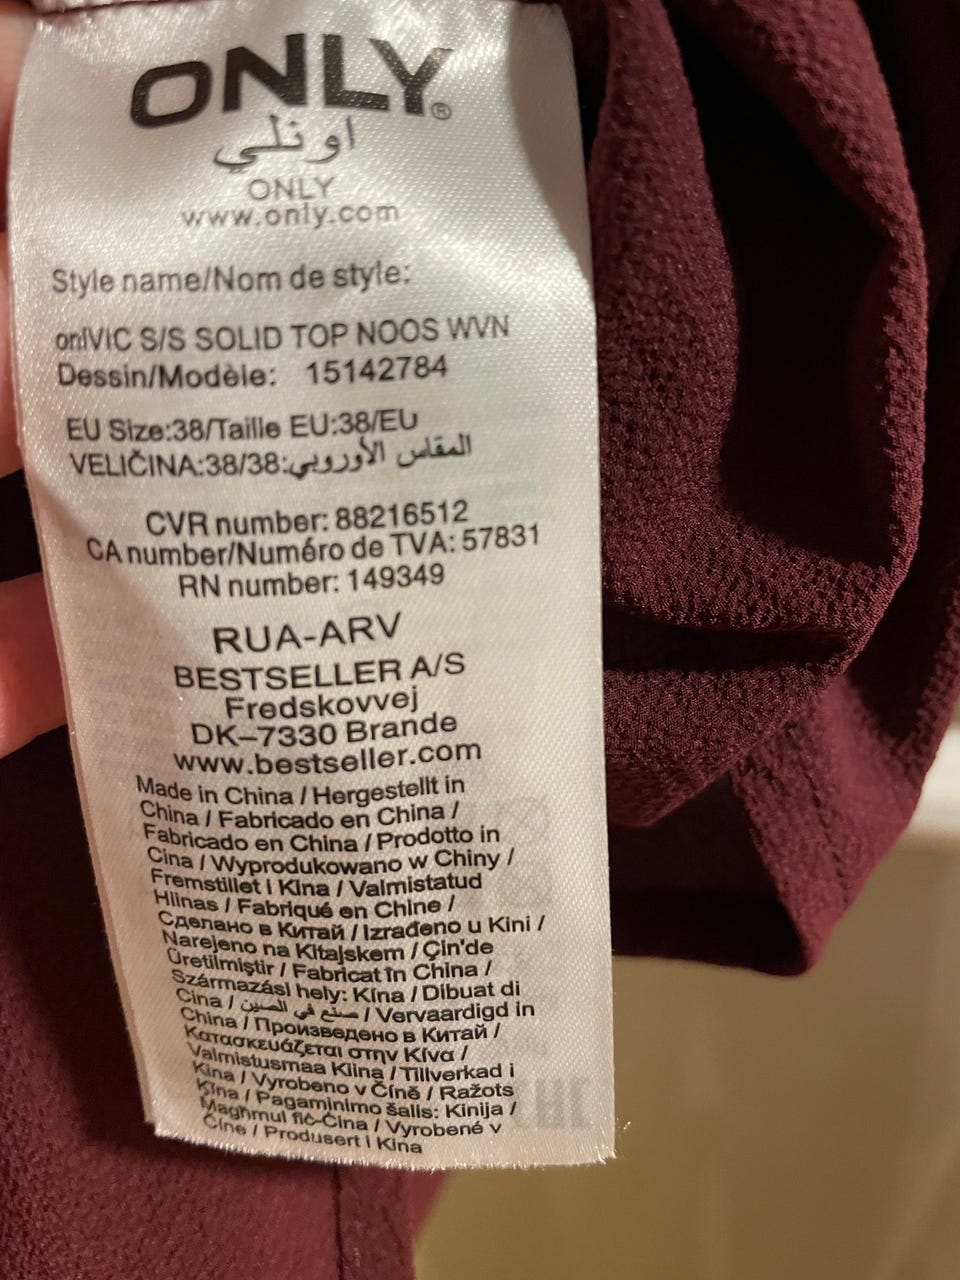 ONLY®
اونلي
ONLY
www.only.com
Style name/Nom de style:
onlVIC S/S SOLID TOP NOOS WVN
Dessin/Modèle: 15142784
EU Size:38/Taille EU:38/EU
VELIČINA:38/38:المقاس الأوروبي
CVR number: 88216512
CA number/Numéro de TVA: 57831
RN number: 149349
RUA-ARV
BESTSELLER A/S
Fredskovvej
DK–7330 Brande
www.bestseller.com
Made in China / Hergestellt in
China / Fabricado en China /
Fabricado en China / Prodotto in
Cina / Wyprodukowano w Chiny /
Fremstillet i Kina / Valmistatud
Hiinas / Fabriqué en Chine /
Сделано в Китай / Izrađeno u Kini /
Narejeno na Kitajskem / Çin'de
Üretilmiştir / Fabricat în China /
Származási hely: Kína / Dibuat di
Cina / صنع في الصين / Vervaardigd in
China / Произведено в Китай /
Κατασκευάζεται στην Κίνα /
Valmistusmaa Kiina / Tillverkad i
Kina / Vyrobeno v Číně / Ražots
Ķīna / Pagaminimo šalis: Kinija /
Magħmul fiċ-Ċina / Vyrobené v
Číne / Produsert i Kina